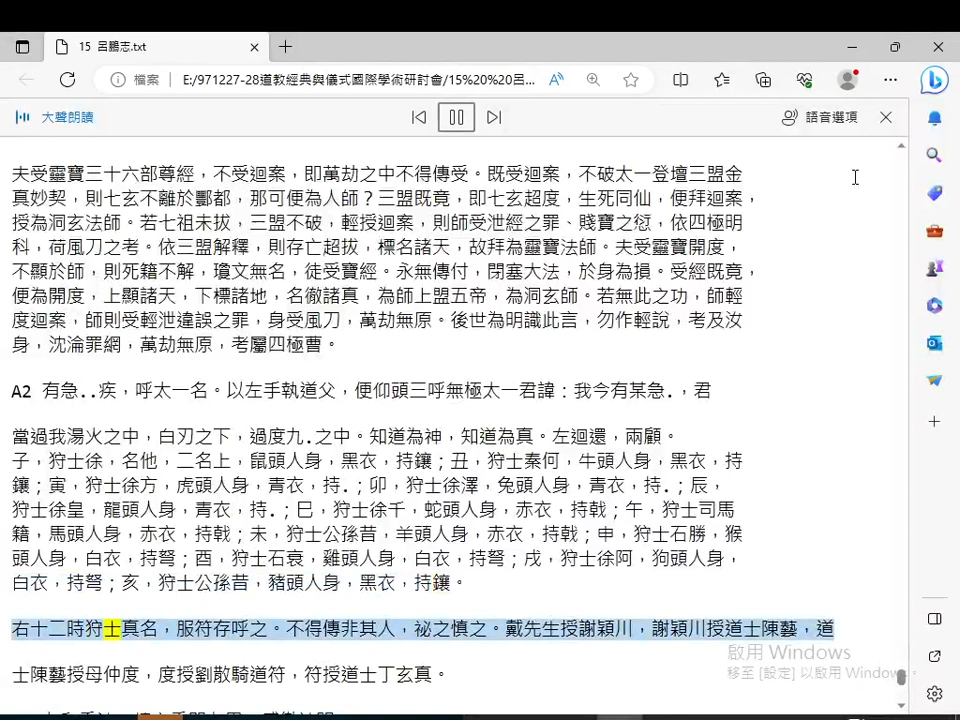 15 呂鵬志.txt
檔案
E:/971227-28道教經典與儀式國際學術研討會/15%20%20呂...
大聲朗讀
語音選項
夫受靈寶三十六部尊經，不受迴案，即萬劫之中不得傳受。既受迴案，不破太一登壇三盟金
真妙契，則七玄不離於酆都，那可便為人師？三盟既竟，即七玄超度，生死同仙，便拜迴案，
授為洞玄法師。若七祖未拔，三盟不破，輕授迴案，則師受泄經之罪、賤寶之愆，依四極明
科，荷風刀之考。依三盟解釋，則存亡超拔，標名諸天，故拜為靈寶法師。夫受靈寶開度，
不顯於師，則死籍不解，瓊文無名，徒受寶經。永無傳付，閉塞大法，於身為損。受經既竟，
便為開度，上顯諸天，下標諸地，名徹諸真，為師上盟五帝，為洞玄師。若無此之功，師輕
度迴案，師則受輕泄違誤之罪，身受風刀，萬劫無原。後世為明識此言，勿作輕說，考及汝
身，沈淪罪網，萬劫無原，考屬四極曹。
A2 有急..疾，呼太一名。以左手執道父，便仰頭三呼無極太一君諱：我今有某急.，君
當過我湯火之中，白刃之下，過度九.之中。知道為神，知道為真。左迴還，兩顧。
子，狩士徐，名他，二名上，鼠頭人身，黑衣，持鑲；丑，狩士秦何，牛頭人身，黑衣，持
鑲；寅，狩士徐方，虎頭人身，青衣，持.；卯，狩士徐澤，兔頭人身，青衣，持.；辰，
狩士徐皇，龍頭人身，青衣，持.；巳，狩士徐千，蛇頭人身，赤衣，持戟；午，狩士司馬
籍，馬頭人身，赤衣，持戟；未，狩士公孫昔，羊頭人身，赤衣，持戟；申，狩士石勝，猴
頭人身，白衣，持弩；酉，狩士石衰，雞頭人身，白衣，持弩；戌，狩士徐阿，狗頭人身，
白衣，持弩；亥，狩士公孫昔，豬頭人身，黑衣，持鑲。
右十二時狩士真名，服符存呼之。不得傳非其人，祕之慎之。戴先生授謝穎川，謝穎川授道士陳藝，道
士陳藝授母仲度，度授劉散騎道符，符授道士丁玄真。
啟用 Windows
移至 [設定] 以啟用 Windows。